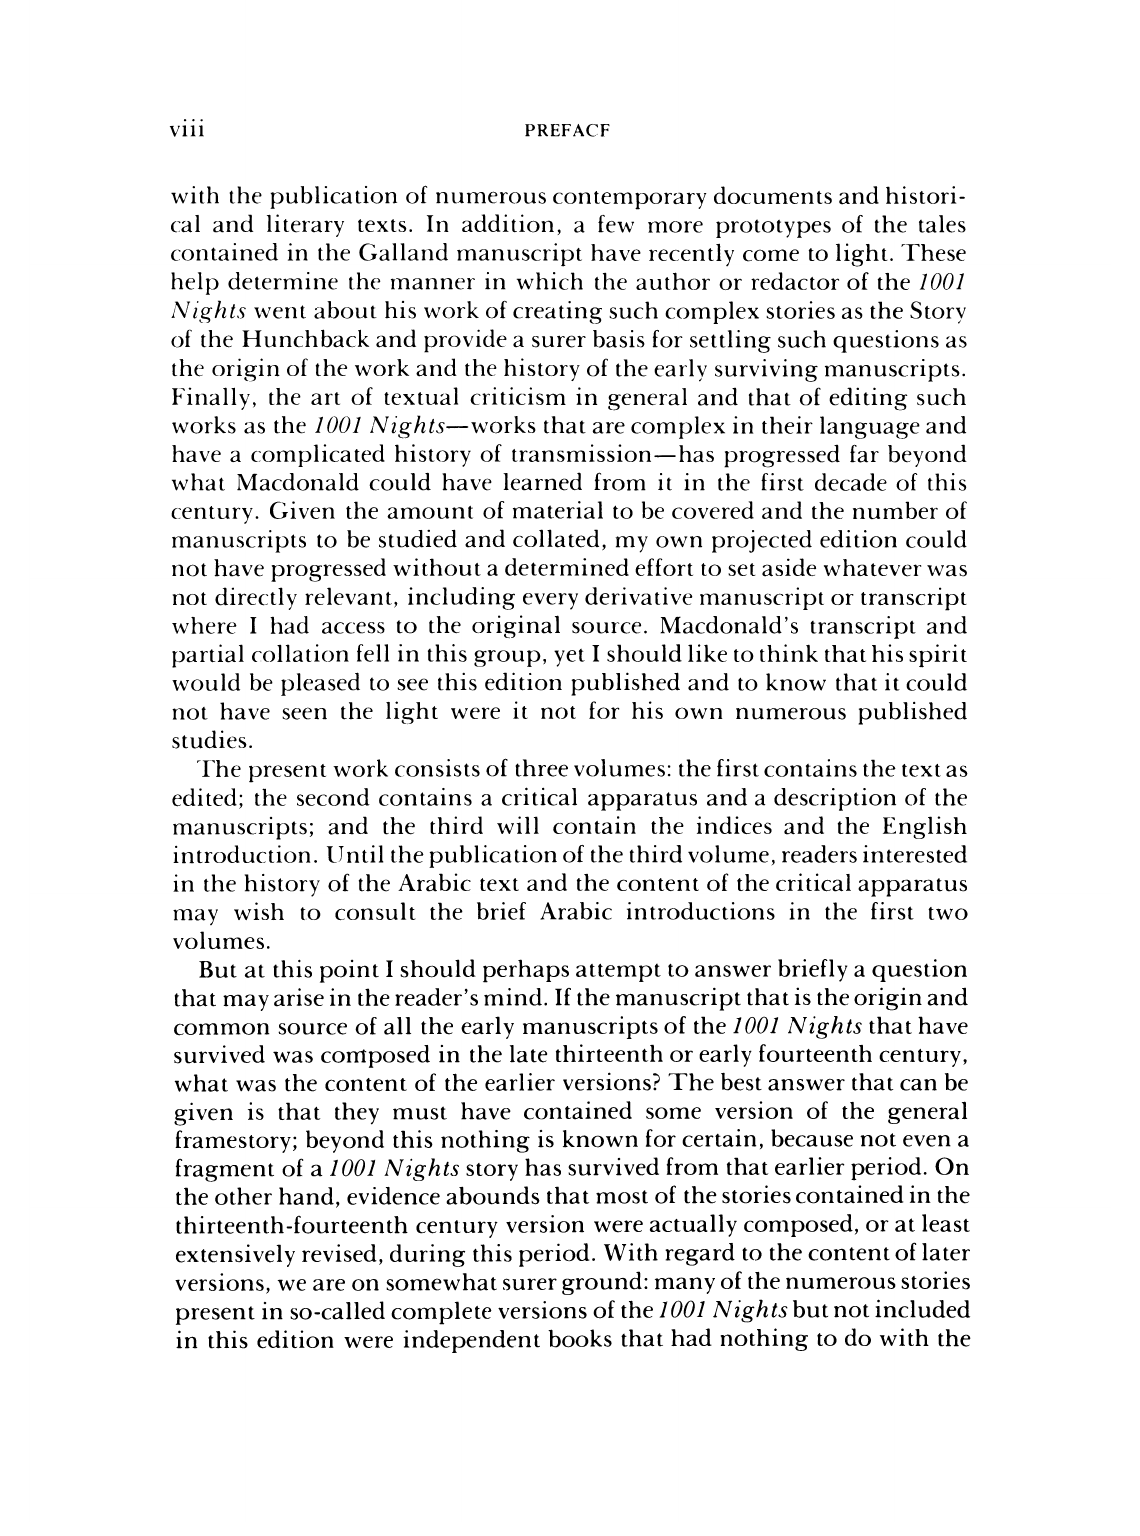 viii PREFACE
with the publication of numerous contemporary documents and histori-
cal and literary texts. In addition, a few more prototypes of the tales
contained in the Galland manuscript have recently come to light. These
help determine the manner in which the author or redactor of the 1001
Nights went about his work of creating such complex stories as the Story
of the Hunchback and provide a surer basis for settling such questions as
the origin of the work and the history of the early surviving manuscripts.
Finally, the art of textual criticism in general and that of editing such
works as the 1001 Nights—works that are complex in their language and
have a complicated history of transmission—has progressed far beyond
what Macdonald could have learned from it in the first decade of this
century. Given the amount of material to be covered and the number of
manuscripts to be studied and collated, my own projected edition could
not have progressed without a determined effort to set aside whatever was
not directly relevant, including every derivative manuscript or transcript
where I had access to the original source. Macdonald's transcript and
partial collation fell in this group, yet I should like to think that his spirit
would be pleased to see this edition published and to know that it could
not have seen the light were it not for his own numerous published
studies.
The present work consists of three volumes: the first contains the text as
edited; the second contains a critical apparatus and a description of the
manuscripts; and the third will contain the indices and the English
introduction. Until the publication of the third volume, readers interested
in the history of the Arabic text and the content of the critical apparatus
may wish to consult the brief Arabic introductions in the first two
volumes.
But at this point I should perhaps attempt to answer briefly a question
that may arise in the reader's mind. If the manuscript that is the origin and
common source of all the early manuscripts of the 1001 Nights that have
survived was composed in the late thirteenth or early fourteenth century,
what was the content of the earlier versions? The best answer that can be
given is that they must have contained some version of the general
framestory; beyond this nothing is known for certain, because not even a
fragment of a 1001 Nights story has survived from that earlier period. On
the other hand, evidence abounds that most of the stories contained in the
thirteenth-fourteenth century version were actually composed, or at least
extensively revised, during this period. With regard to the content of later
versions, we are on somewhat surer ground: many of the numerous stories
present in so-called complete versions of the 1001 Nights but not included
in this edition were independent books that had nothing to do with the